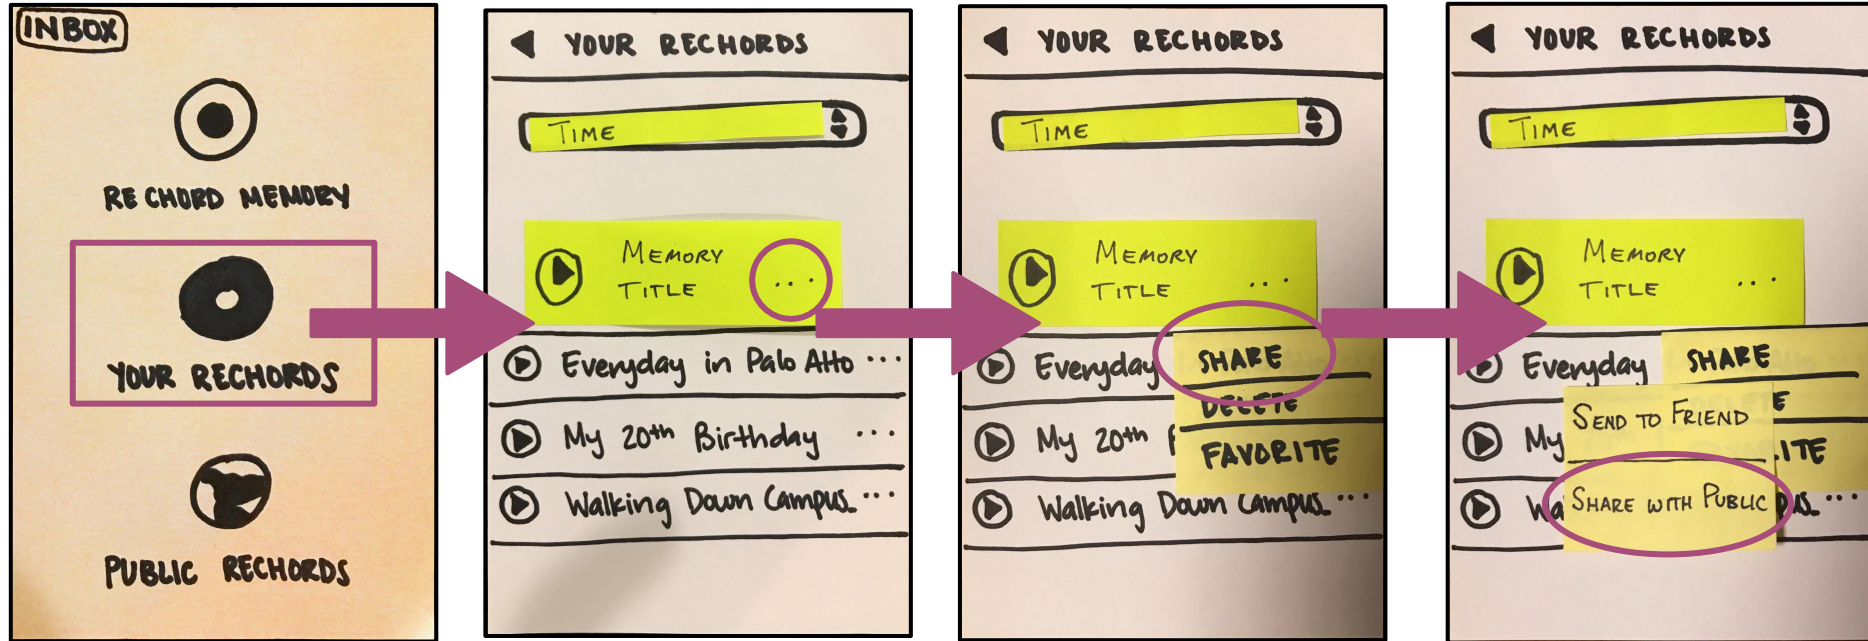 INBOX
RECHORD MEMORY
YOUR RECHORDS
PUBLIC RECHORDS
YOUR RECHORDS
TIME
MEMORY
TITLE ...
Everyday in Palo Alto ...
My 20th Birthday ...
Walking Down Campus. ...
YOUR RECHORDS
TIME
MEMORY
TITLE ...
Everyday
SHARE
DELETE
My 20th
FAVORITE
Walking Down Campus. ...
YOUR RECHORDS
TIME
MEMORY
TITLE ...
Everyday
SHARE
SEND TO FRIEND
My
SHARE WITH PUBLIC